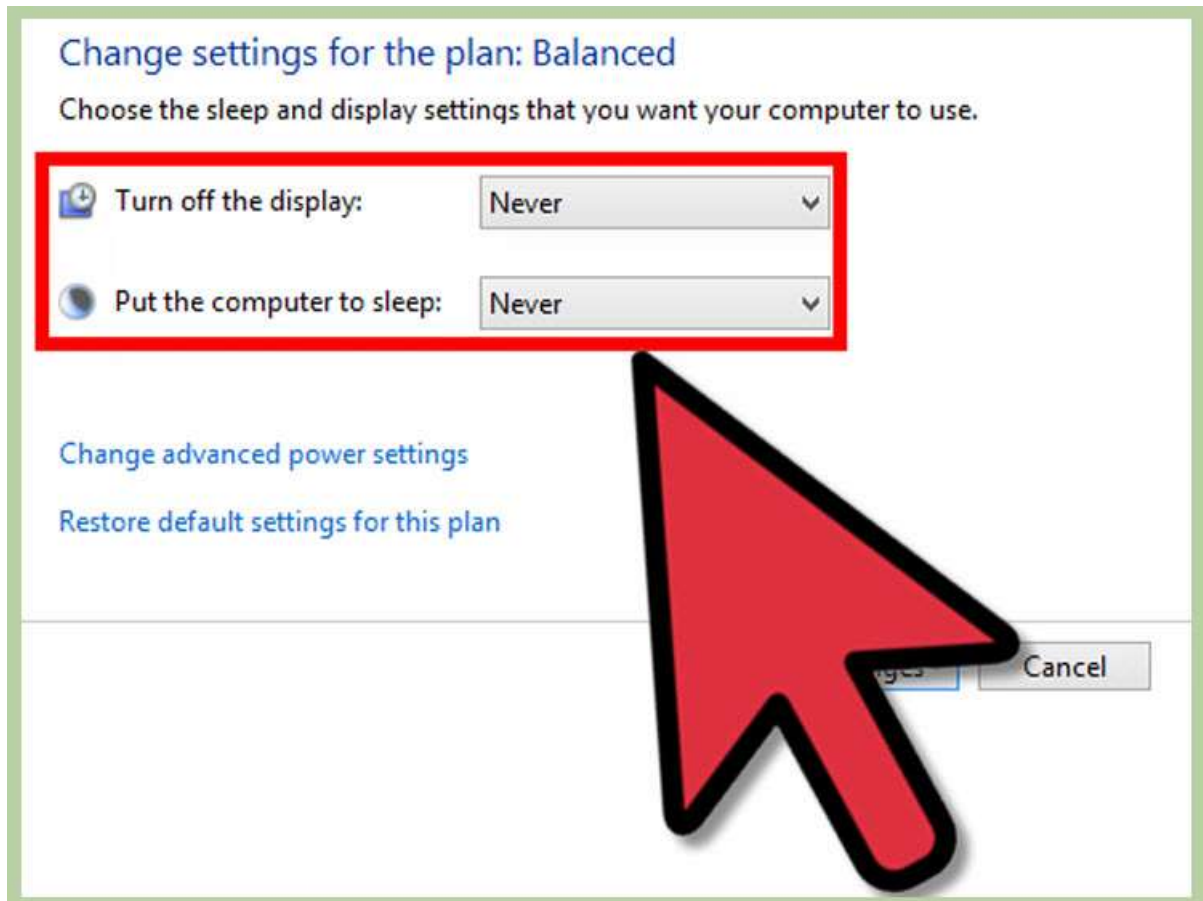 Change settings for the plan: Balanced
Choose the sleep and display settings that you want your computer to use.
Turn off the display: Never
Put the computer to sleep: Never
Change advanced power settings
Restore default settings for this plan
Cancel